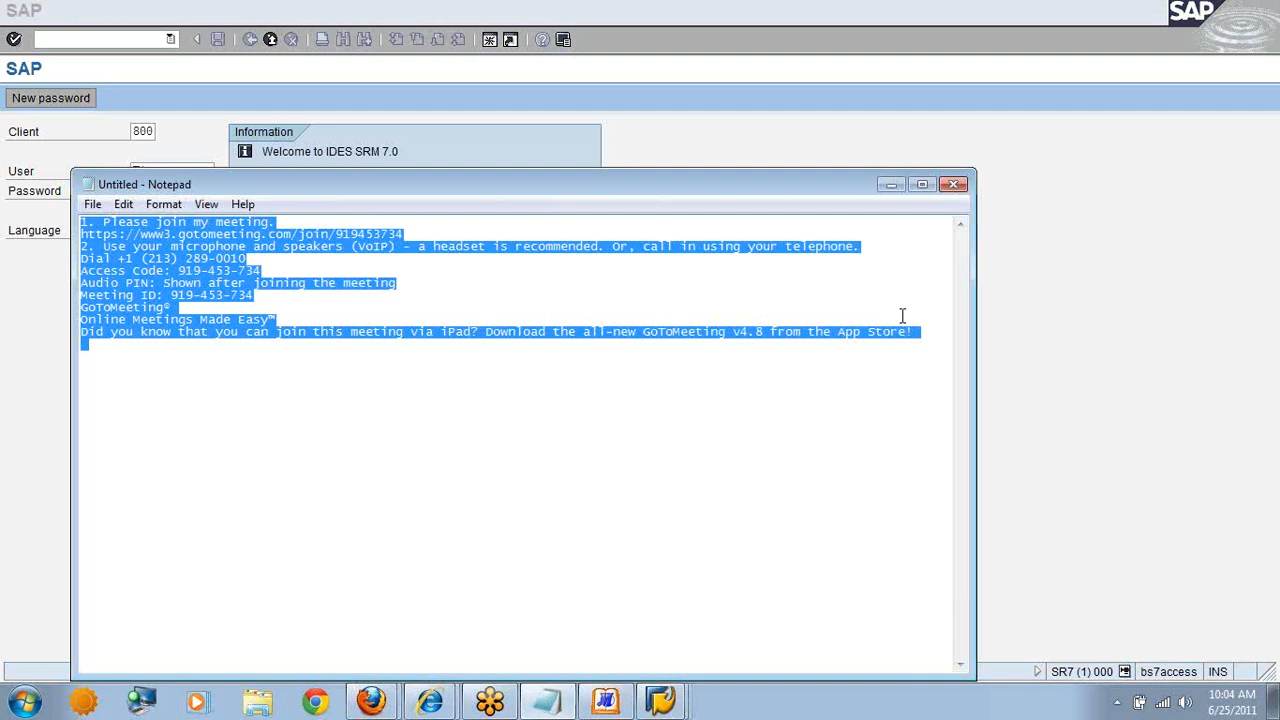 SAP
SAP
SAP
New password
Client 800
Information
Welcome to IDES SRM 7.0
User
Password
Language
Untitled - Notepad
File Edit Format View Help
1. Please join my meeting.
https://www3.gotomeeting.com/join/919453734
2. Use your microphone and speakers (VoIP) - a headset is recommended. Or, call in using your telephone.
Dial +1 (213) 289-0010
Access Code: 919-453-734
Audio PIN: Shown after joining the meeting
Meeting ID: 919-453-734
GoToMeeting®
Online Meetings Made Easy™
Did you know that you can join this meeting via iPad? Download the all-new GoToMeeting v4.8 from the App Store!
SR7 (1) 000 bs7access INS
10:04 AM
6/25/2011